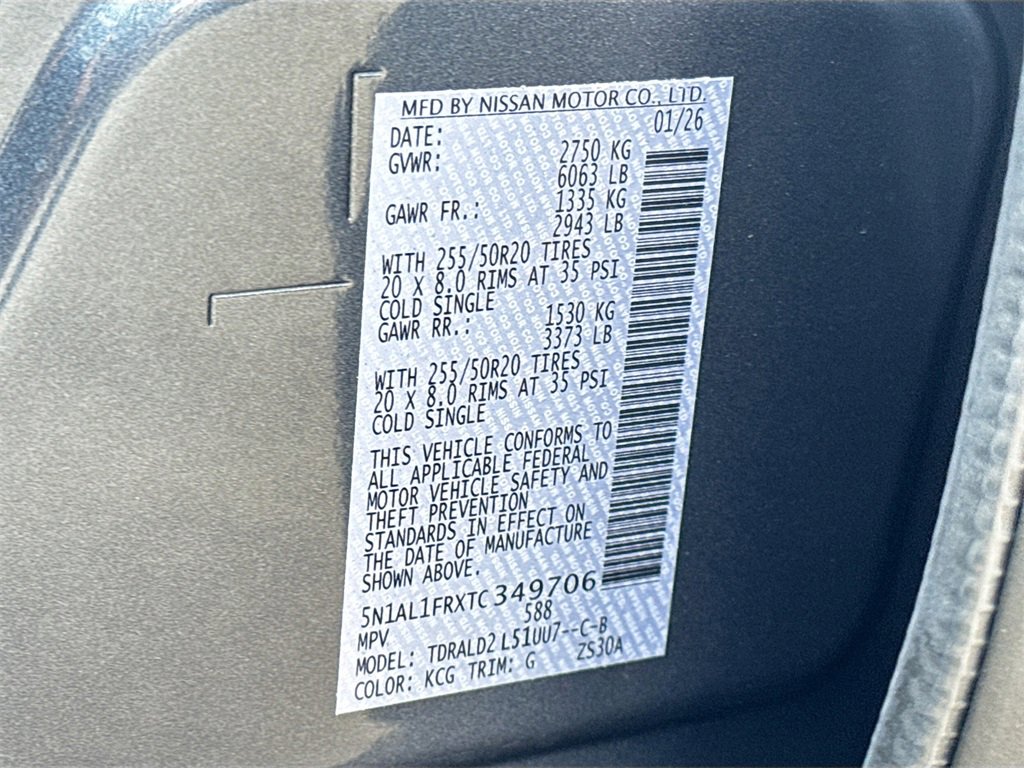 MFD BY NISSAN MOTOR CO., LTD.
DATE: 01/26
GVWR: 2750 KG
6063 LB
GAWR FR.: 1335 KG
2943 LB
WITH 255/50R20 TIRES
20 X 8.0 RIMS AT 35 PSI
COLD SINGLE
GAWR RR.: 1530 KG
3373 LB
WITH 255/50R20 TIRES
20 X 8.0 RIMS AT 35 PSI
COLD SINGLE
THIS VEHICLE CONFORMS TO
ALL APPLICABLE FEDERAL
MOTOR VEHICLE SAFETY AND
THEFT PREVENTION
STANDARDS IN EFFECT ON
THE DATE OF MANUFACTURE
SHOWN ABOVE.
5N1AL1FRXTC349706
MPV 588
MODEL: TDRALD2 L51UU7--C-B
COLOR: KCG TRIM: G ZS30A